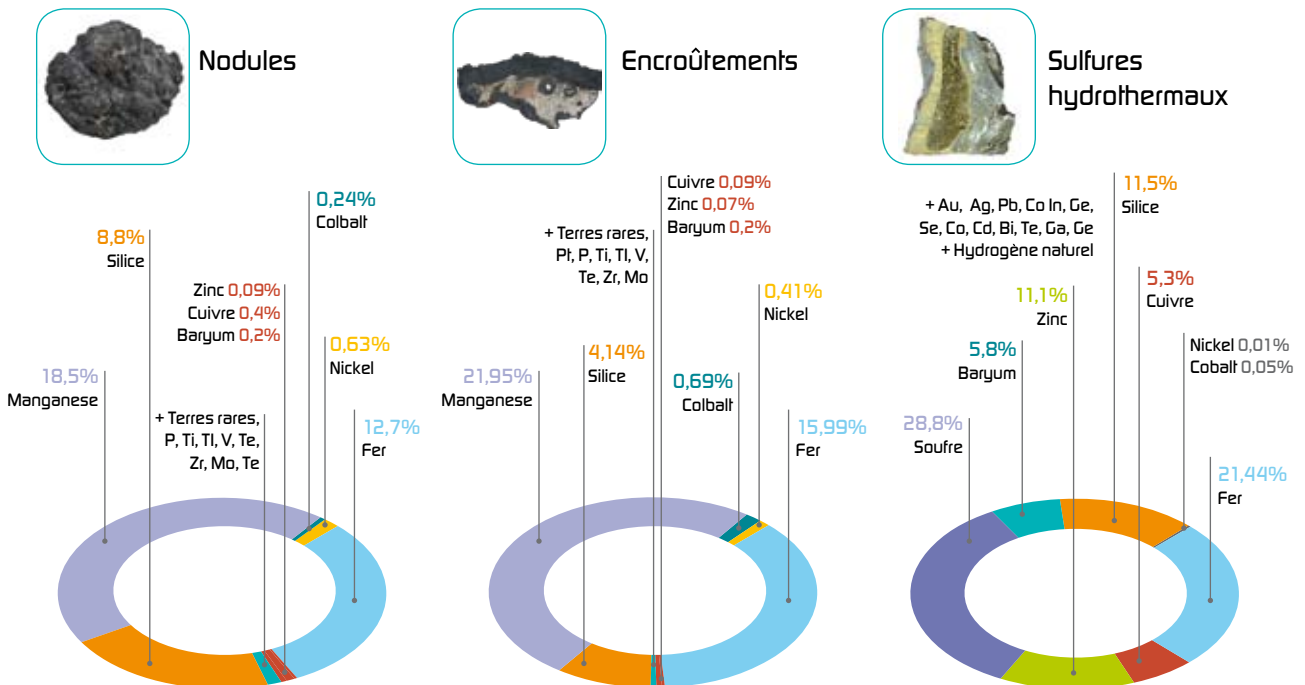 Nodules
0,24%
Colbalt
8,8%
Silice
Zinc 0,09%
Cuivre 0,4%
Baryum 0,2%
0,63%
Nickel
18,5%
Manganese
+ Terres rares,
P, Ti, Tl, V, Te,
Zr, Mo, Te
12,7%
Fer
Encroûtements
Cuivre 0,09%
Zinc 0,07%
Baryum 0,2%
+ Terres rares,
Pt, P, Ti, Tl, V,
Te, Zr, Mo
0,41%
Nickel
4,14%
Silice
21,95%
Manganese
0,69%
Colbalt
15,99%
Fer
Sulfures
hydrothermaux
11,5%
Silice
+ Au, Ag, Pb, Co In, Ge,
Se, Co, Cd, Bi, Te, Ga, Ge
+ Hydrogène naturel
5,3%
Cuivre
11,1%
Zinc
Nickel 0,01%
Cobalt 0,05%
5,8%
Baryum
28,8%
Soufre
21,44%
Fer